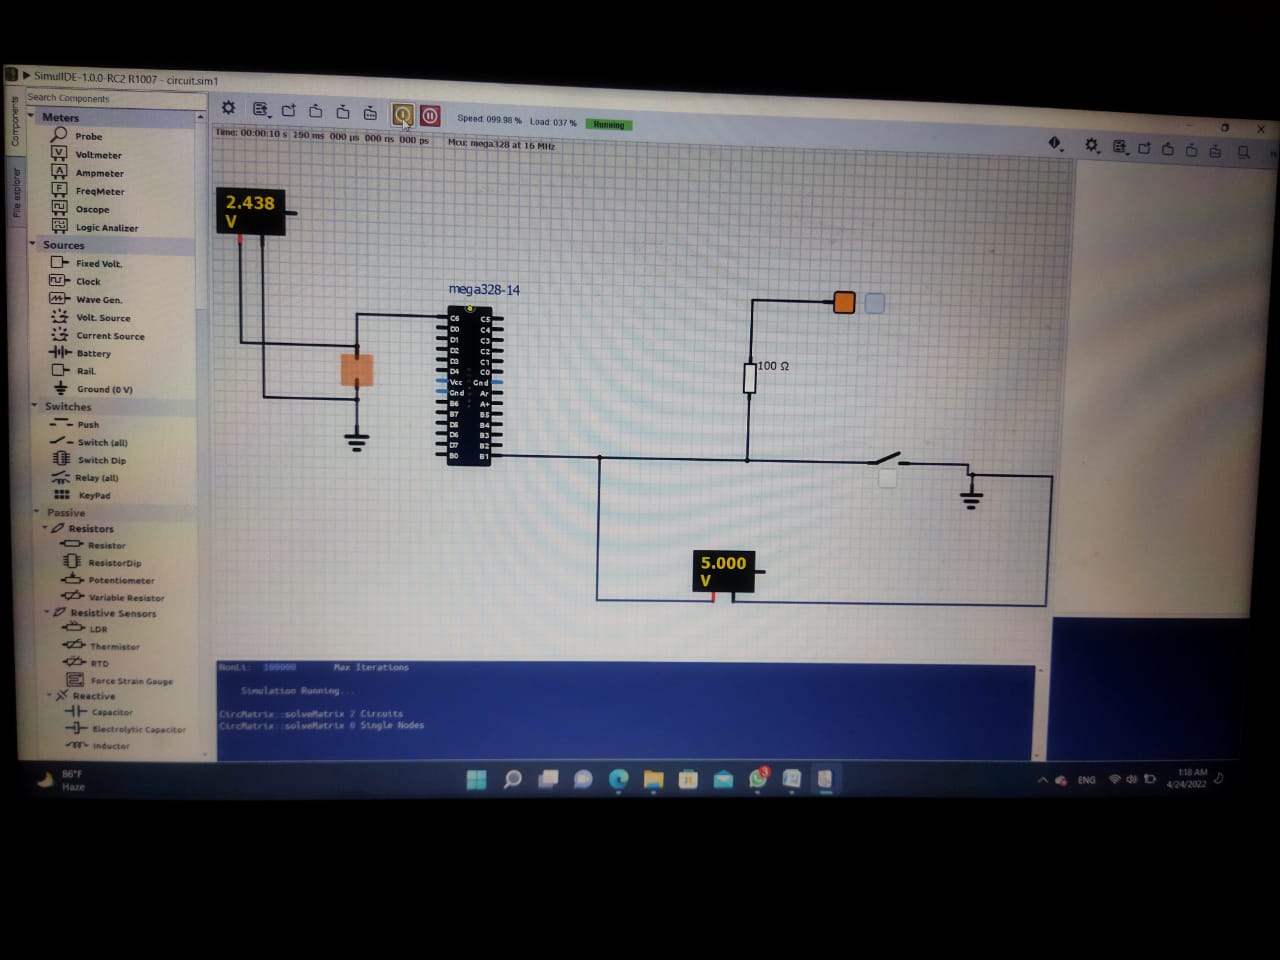 SimulIDE-1.0.0-RC2 R1007 - circuit.sim1
Components
File explorer
Search Components
Meters
Probe
Voltmeter
Ampmeter
FreqMeter
Oscope
Logic Analizer
Sources
Fixed Volt.
Clock
Wave Gen.
Volt. Source
Current Source
Battery
Rail.
Ground (0 V)
Switches
Push
Switch (all)
Switch Dip
Relay (all)
KeyPad
Passive
Resistors
Resistor
ResistorDip
Potentiometer
Variable Resistor
Resistive Sensors
LDR
Thermistor
RTD
Force Strain Gauge
Reactive
Capacitor
Electrolytic Capacitor
Inductor
Speed: 099.98 % Load: 037 % Running
Time: 00:00:10 s 290 ms 000 µs 000 ns 000 ps Mcu: mega328 at 16 MHz
2.438
V
mega328-14
C6 C5
D0 C4
D1 C3
D2 C2
D3 C1
D4 C0
Vcc Gnd
Gnd Ar
B6 A+
B7 B5
D5 B4
D6 B3
D7 B2
B0 B1
100 Ω
5.000
V
NonLi: 100000 Max Iterations
Simulation Running...
CircMatrix::solveMatrix 7 Circuits
CircMatrix::solveMatrix 0 Single Nodes
86°F
Haze
3
ENG
1:18 AM
4/24/2022